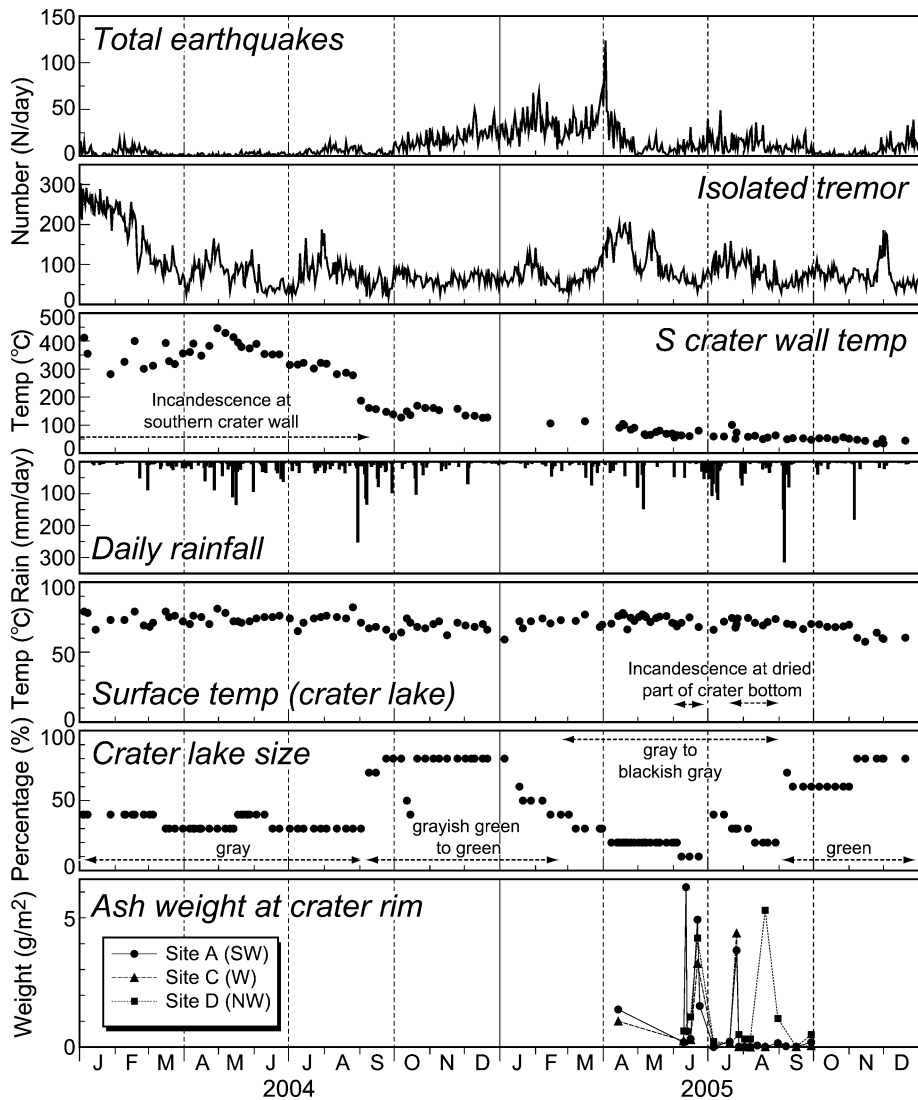 Total earthquakes
Number (N/day)
150
100
50
0
Isolated tremor
300
200
100
0
S crater wall temp
Temp (°C)
500
400
300
200
100
0
Incandescence at
southern crater wall
Daily rainfall
Rain (mm/day)
0
100
200
300
Surface temp (crater lake)
Temp (°C)
100
50
0
Incandescence at dried
part of crater bottom
Crater lake size
Percentage (%)
100
50
0
gray
grayish green
to green
gray to
blackish gray
green
Ash weight at crater rim
Weight (g/m²)
5
0
Site A (SW)
Site C (W)
Site D (NW)
J F M A M J J A S O N D J F M A M J J A S O N D
2004 2005